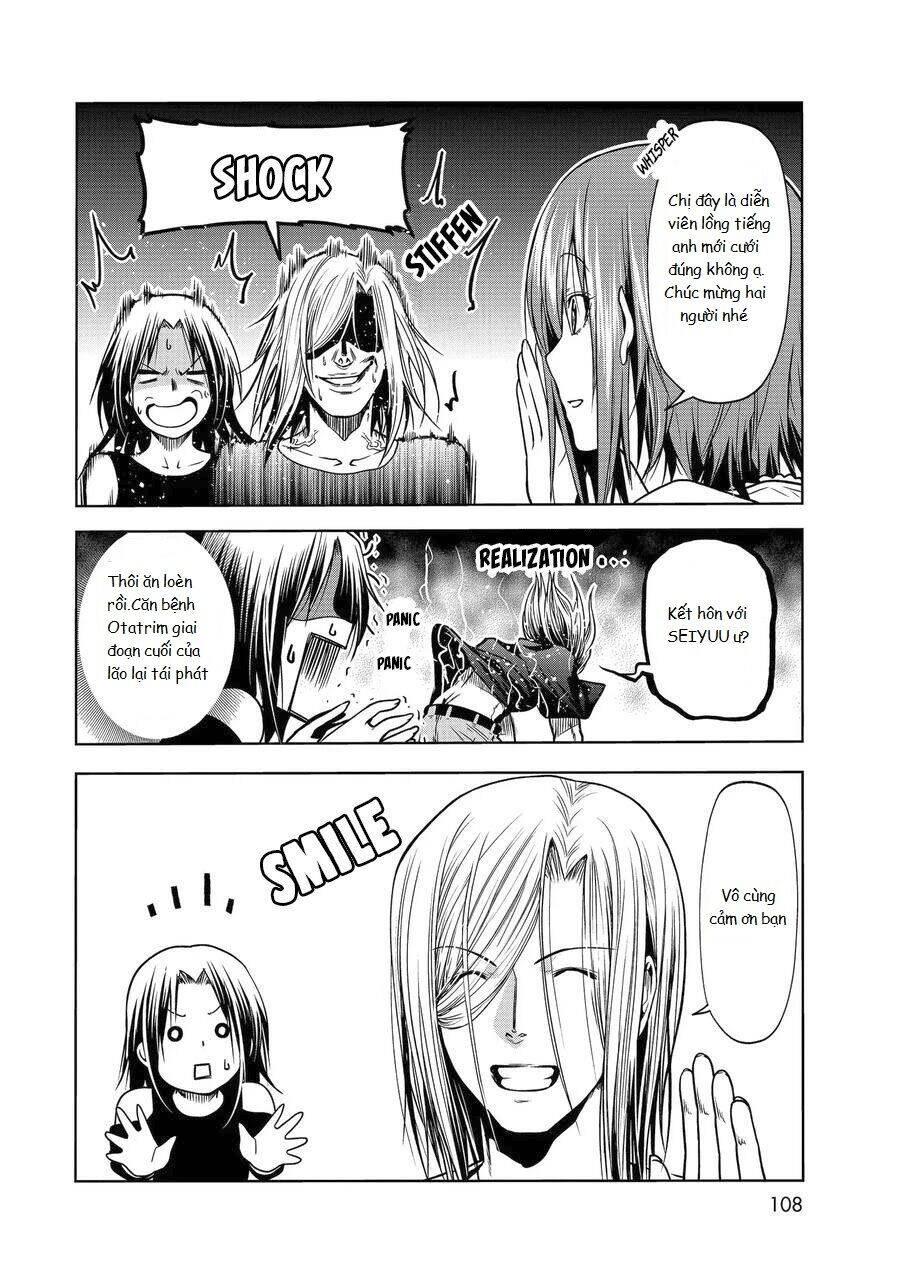 WHISPER
Chị đây là diễn
viên lồng tiếng
anh mới cưới
đúng không ạ.
Chúc mừng hai
người nhé
SHOCK
STIFFEN
Kết hôn với
SEIYUU ư?
REALIZATION . . .
PANIC
PANIC
Thôi ăn loèn
rồi.Căn bệnh
Otatrim giai
đoạn cuối của
lão lại tái phát
Vô cùng
cảm ơn bạn
SMILE
108